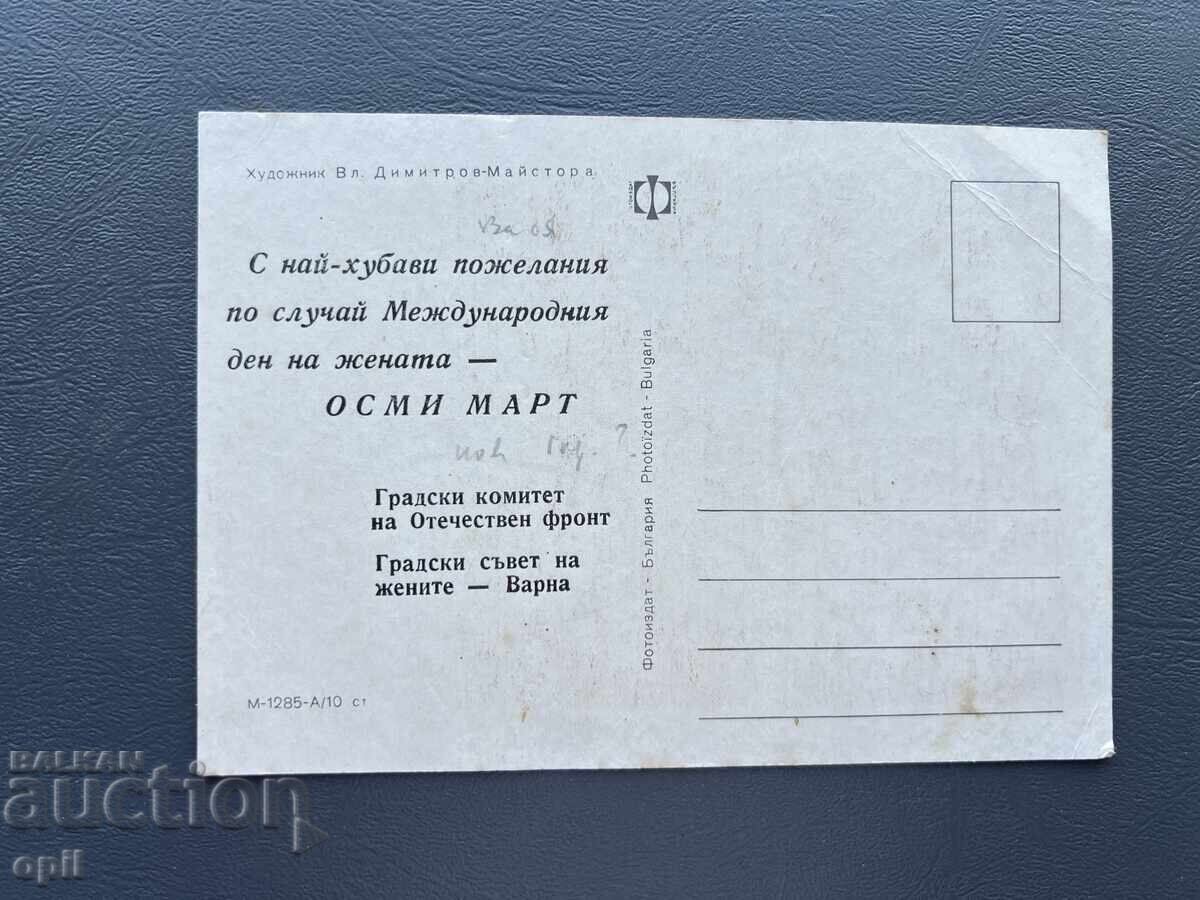 Художник Вл. Димитров-Майстора
С най-хубави пожелания
по случай Международния
ден на жената —
ОСМИ МАРТ
Градски комитет
на Отечествен фронт
Градски съвет на
жените — Варна
М-1285-А/10 ст
Фотоиздат - България Photoizdat - Bulgaria
BALKAN
auction
opil